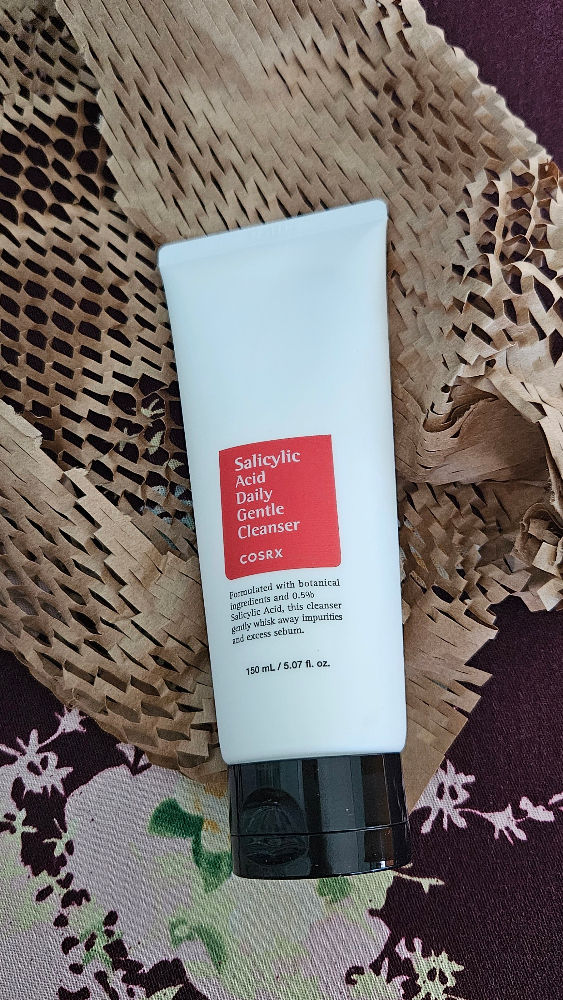 Salicylic
Acid
Daily
Gentle
Cleanser
COSRX
Formulated with botanical
ingredients and 0.5%
Salicylic Acid, this cleanser
gently whisk away impurities
and excess sebum.
150 mL / 5.07 fl. oz.